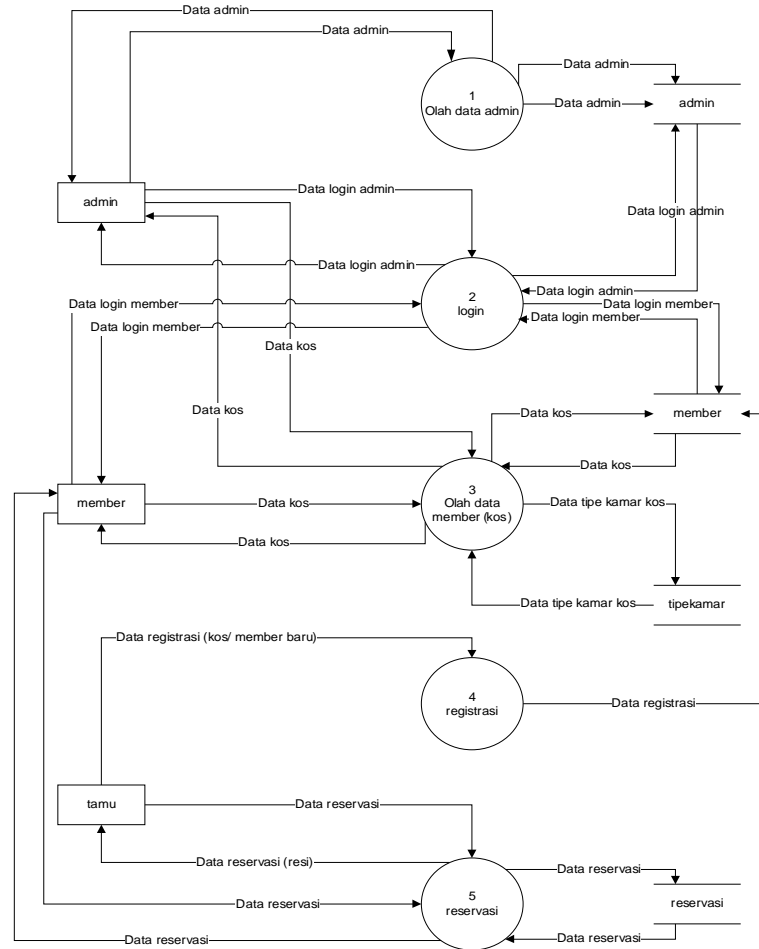 Data admin
Data admin
Data admin
1
Olah data admin
Data admin
admin
admin
Data login admin
Data login admin
Data login admin
2
login
Data login admin
Data login member
Data login member
Data login member
Data login member
Data kos
Data kos
Data kos
member
Data kos
3
Olah data
member (kos)
member
Data kos
Data tipe kamar kos
Data kos
Data tipe kamar kos
tipekamar
Data registrasi (kos/ member baru)
4
registrasi
Data registrasi
tamu
Data reservasi
Data reservasi (resi)
Data reservasi
5
reservasi
Data reservasi
reservasi
Data reservasi
Data reservasi